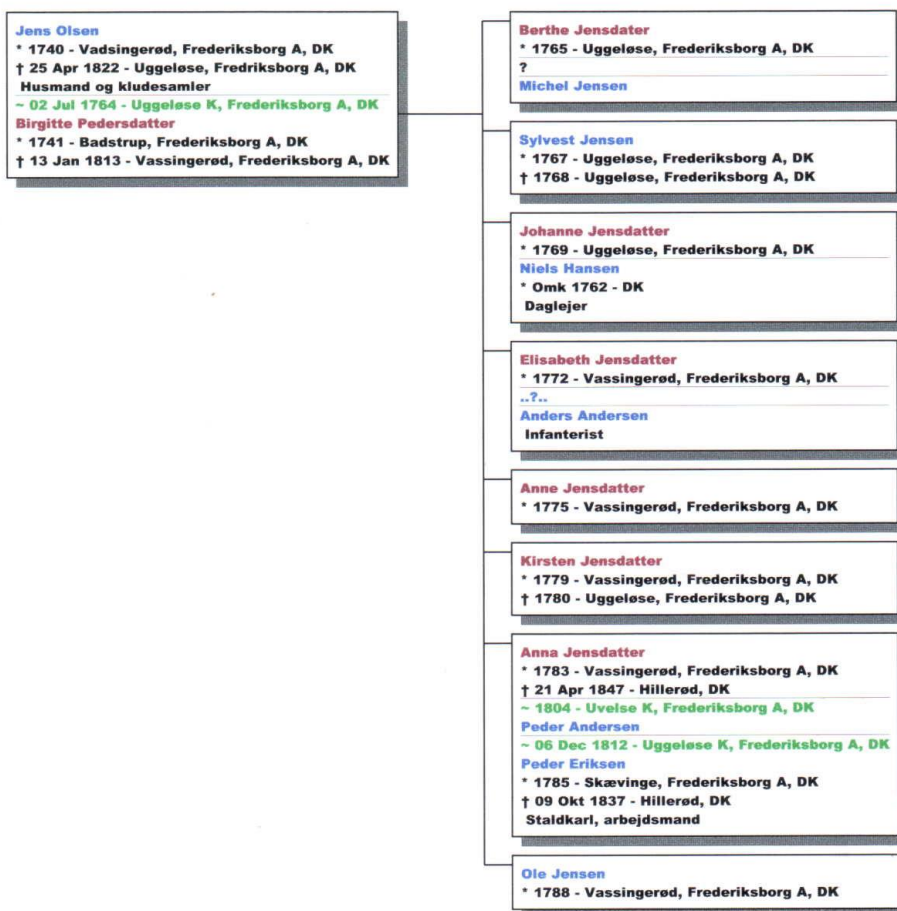 Jens Olsen
* 1740 - Vadsingerød, Frederiksborg A, DK
† 25 Apr 1822 - Uggeløse, Fredriksborg A, DK
Husmand og kludesamler
~ 02 Jul 1764 - Uggeløse K, Frederiksborg A, DK
Birgitte Pedersdatter
* 1741 - Badstrup, Frederiksborg A, DK
† 13 Jan 1813 - Vassingerød, Frederiksborg A, DK
Berthe Jensdater
* 1765 - Uggeløse, Frederiksborg A, DK
?
Michel Jensen
Sylvest Jensen
* 1767 - Uggeløse, Frederiksborg A, DK
† 1768 - Uggeløse, Frederiksborg A, DK
Johanne Jensdatter
* 1769 - Uggeløse, Frederiksborg A, DK
Niels Hansen
* Omk 1762 - DK
Daglejer
Elisabeth Jensdatter
* 1772 - Vassingerød, Frederiksborg A, DK
..?..
Anders Andersen
Infanterist
Anne Jensdatter
* 1775 - Vassingerød, Frederiksborg A, DK
Kirsten Jensdatter
* 1779 - Vassingerød, Frederiksborg A, DK
† 1780 - Uggeløse, Frederiksborg A, DK
Anna Jensdatter
* 1783 - Vassingerød, Frederiksborg A, DK
† 21 Apr 1847 - Hillerød, DK
~ 1804 - Uvelse K, Frederiksborg A, DK
Peder Andersen
~ 06 Dec 1812 - Uggeløse K, Frederiksborg A, DK
Peder Eriksen
* 1785 - Skævinge, Frederiksborg A, DK
† 09 Okt 1837 - Hillerød, DK
Staldkarl, arbejdsmand
Ole Jensen
* 1788 - Vassingerød, Frederiksborg A, DK